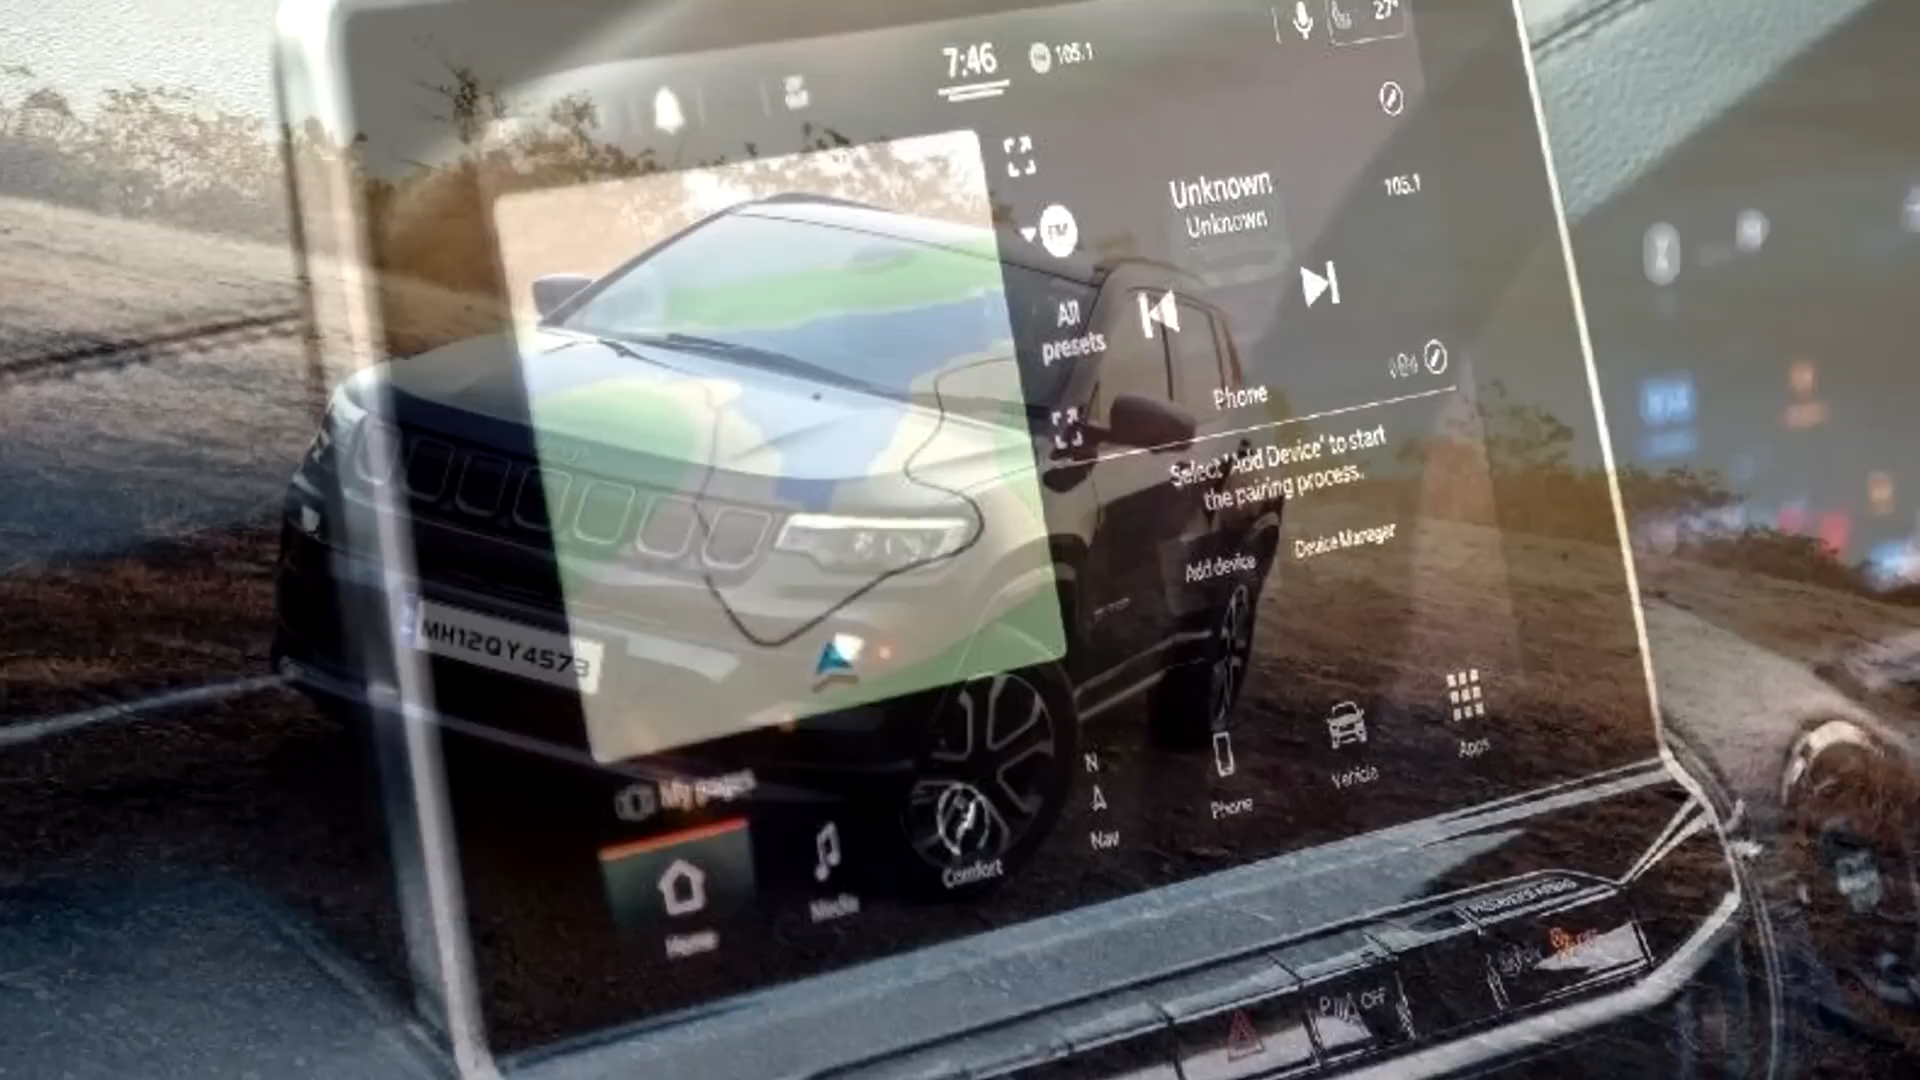 7:46
105.1
27°
Unknown
Unknown
105.1
FM
All
presets
Phone
Select 'Add Device' to start
the pairing process.
Add device
Device Manager
MH12QY4573
My pages
Home
Media
Comfort
N
Nav
Phone
Vehicle
Apps
OFF